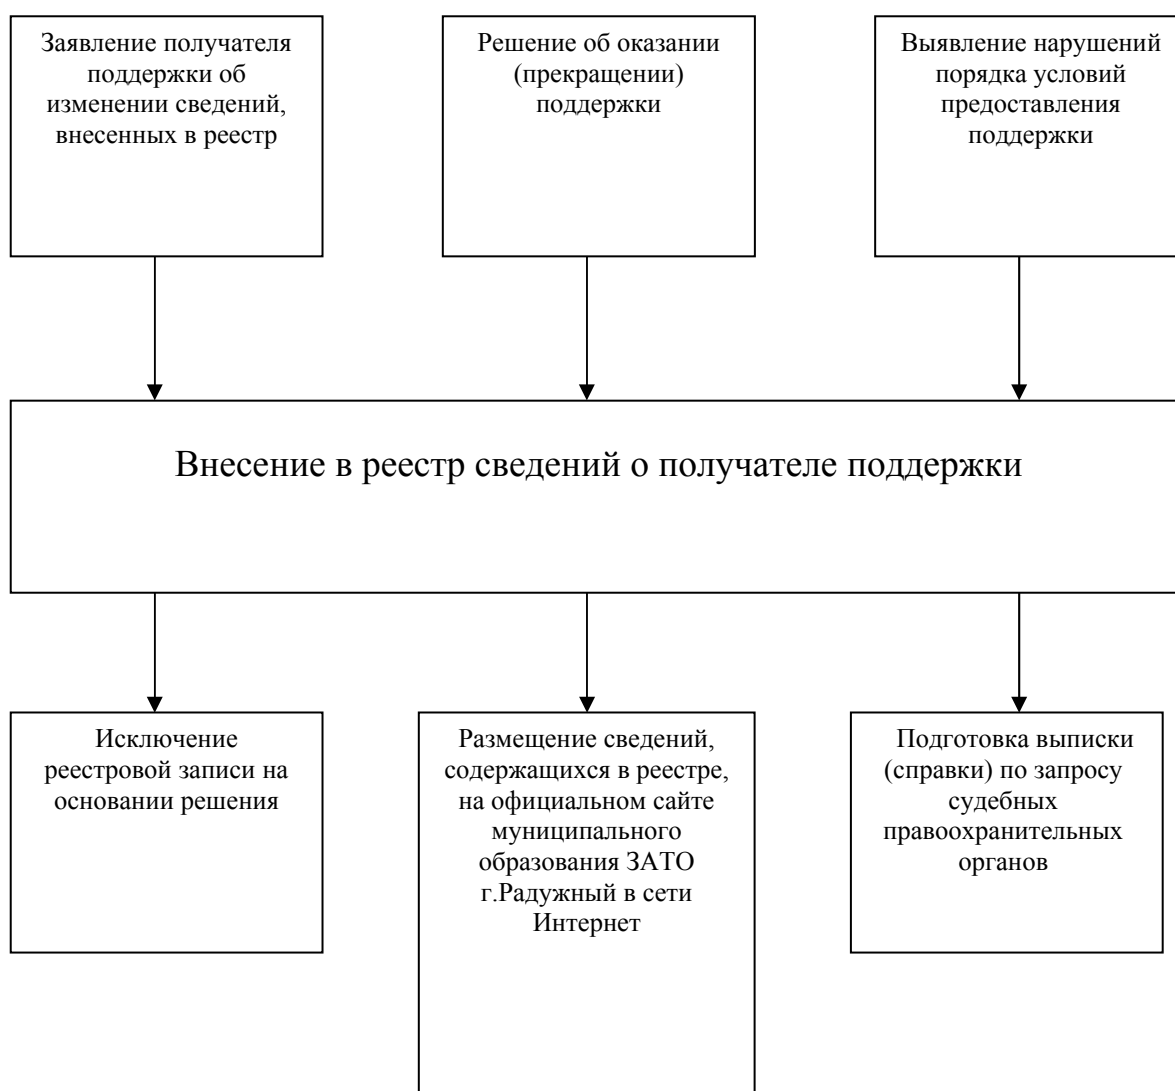 Заявление получателя
поддержки об
изменении сведений,
внесенных в реестр
Решение об оказании
(прекращении)
поддержки
Выявление нарушений
порядка условий
предоставления
поддержки
Внесение в реестр сведений о получателе поддержки
Исключение
реестровой записи на
основании решения
Размещение сведений,
содержащихся в реестре,
на официальном сайте
муниципального
образования ЗАТО
г.Радужный в сети
Интернет
Подготовка выписки
(справки) по запросу
судебных
правоохранительных
органов